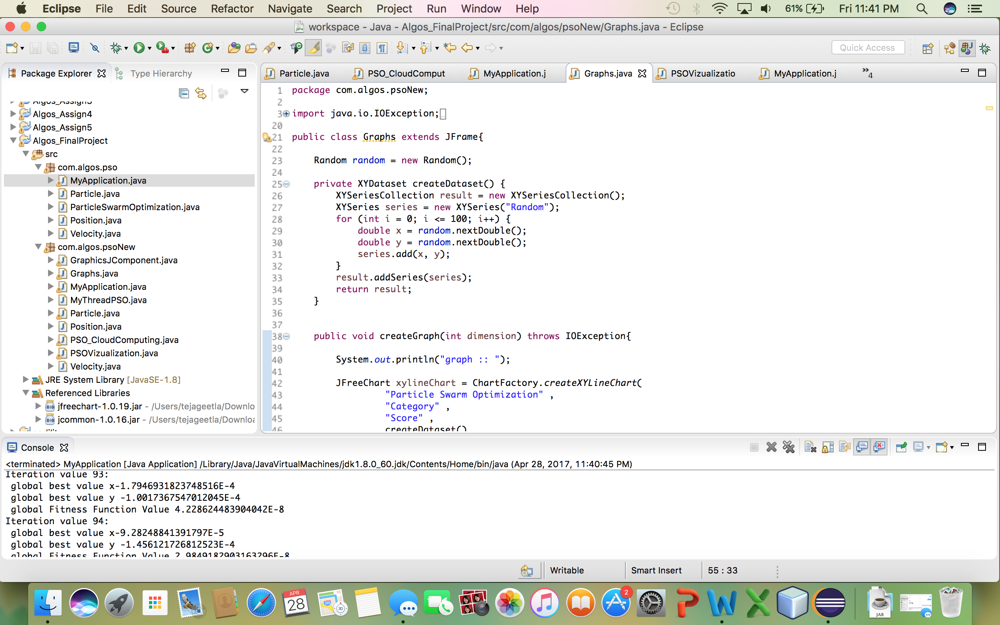 Eclipse File Edit Source Refactor Navigate Search Project Run Window Help 61% Fri 11:41 PM
workspace - Java - Algos_FinalProject/src/com/algos/psoNew/Graphs.java - Eclipse
Quick Access
Package Explorer Type Hierarchy
Algos_Assign3
Algos_Assign4
Algos_Assign5
Algos_FinalProject
src
com.algos.pso
MyApplication.java
Particle.java
ParticleSwarmOptimization.java
Position.java
Velocity.java
com.algos.psoNew
GraphicsJComponent.java
Graphs.java
MyApplication.java
MyThreadPSO.java
Particle.java
Position.java
PSO_CloudComputing.java
PSOVizualization.java
Velocity.java
JRE System Library [JavaSE-1.8]
Referenced Libraries
jfreechart-1.0.19.jar - /Users/tejageetla/Downlo
jcommon-1.0.16.jar - /Users/tejageetla/Downloa
Particle.java PSO_CloudComput MyApplication.j Graphs.java PSOVizualizatio MyApplication.j »4
1 package com.algos.psoNew;
2
3 import java.io.IOException;
20
21 public class Graphs extends JFrame{
22
23 Random random = new Random();
24
25 private XYDataset createDataset() {
26 XYSeriesCollection result = new XYSeriesCollection();
27 XYSeries series = new XYSeries("Random");
28 for (int i = 0; i <= 100; i++) {
29 double x = random.nextDouble();
30 double y = random.nextDouble();
31 series.add(x, y);
32 }
33 result.addSeries(series);
34 return result;
35 }
36
37
38 public void createGraph(int dimension) throws IOException{
39
40 System.out.println("graph :: ");
41
42 JFreeChart xylineChart = ChartFactory.createXYLineChart(
43 "Particle Swarm Optimization" ,
44 "Category" ,
45 "Score" ,
46 createDataset()
Console
<terminated> MyApplication [Java Application] /Library/Java/JavaVirtualMachines/jdk1.8.0_60.jdk/Contents/Home/bin/java (Apr 28, 2017, 11:40:45 PM)
Iteration value 93:
global best value x-1.7946931823748516E-4
global best value y -1.0017367547012045E-4
global Fitness Function Value 4.228624483904042E-8
Iteration value 94:
global best value x-9.28248841391797E-5
global best value y -1.456121726812523E-4
global Fitness Function Value 2.9849182903163296E-8
Writable Smart Insert 55 : 33
APR
28
280
3D
2
JAR